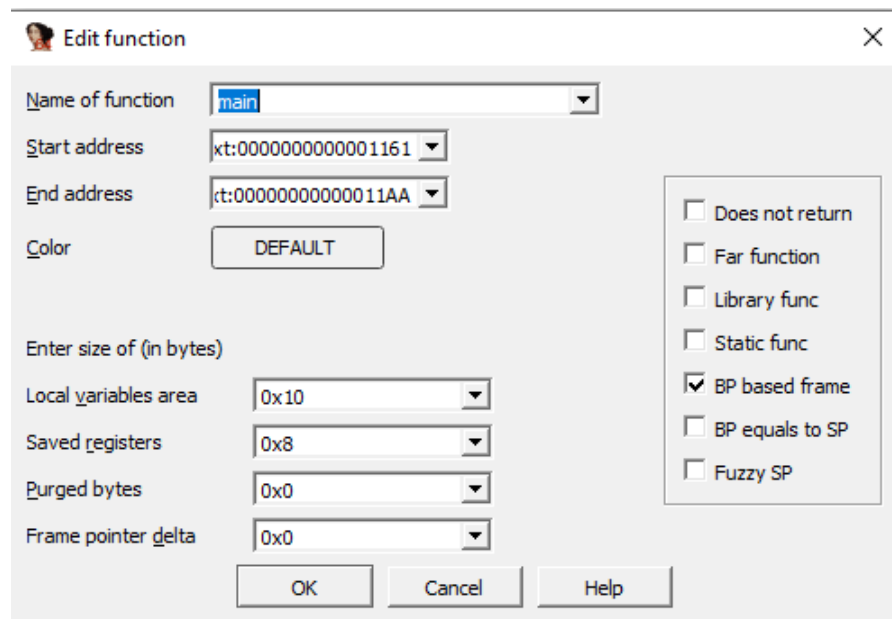 Edit function
Name of function main
Start address xt:0000000000001161
End address :t:00000000000011AA
Color DEFAULT
Does not return
Far function
Library func
Static func
BP based frame
BP equals to SP
Fuzzy SP
Enter size of (in bytes)
Local variables area 0x10
Saved registers 0x8
Purged bytes 0x0
Frame pointer delta 0x0
OK Cancel Help